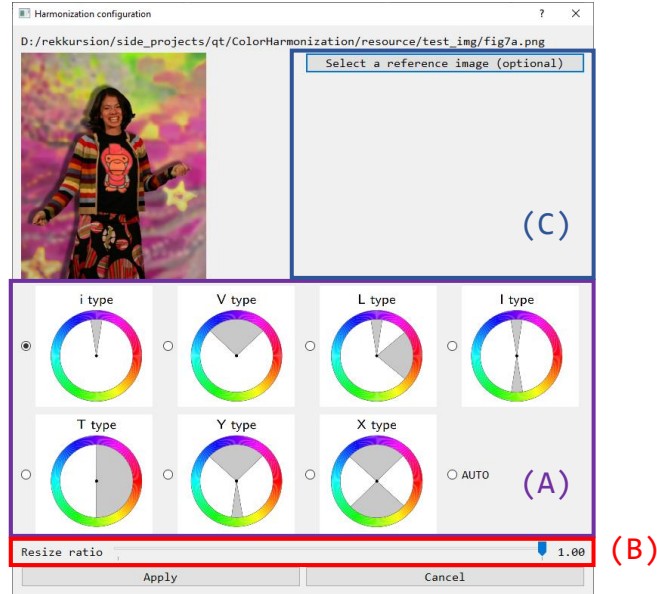 Harmonization configuration
? ×
D:/rekkursion/side_projects/qt/ColorHarmonization/resource/test_img/fig7a.png
Select a reference image (optional)
(C)
i type
V type
L type
I type
T type
Y type
X type
AUTO
(A)
Resize ratio
1.00
(B)
Apply
Cancel